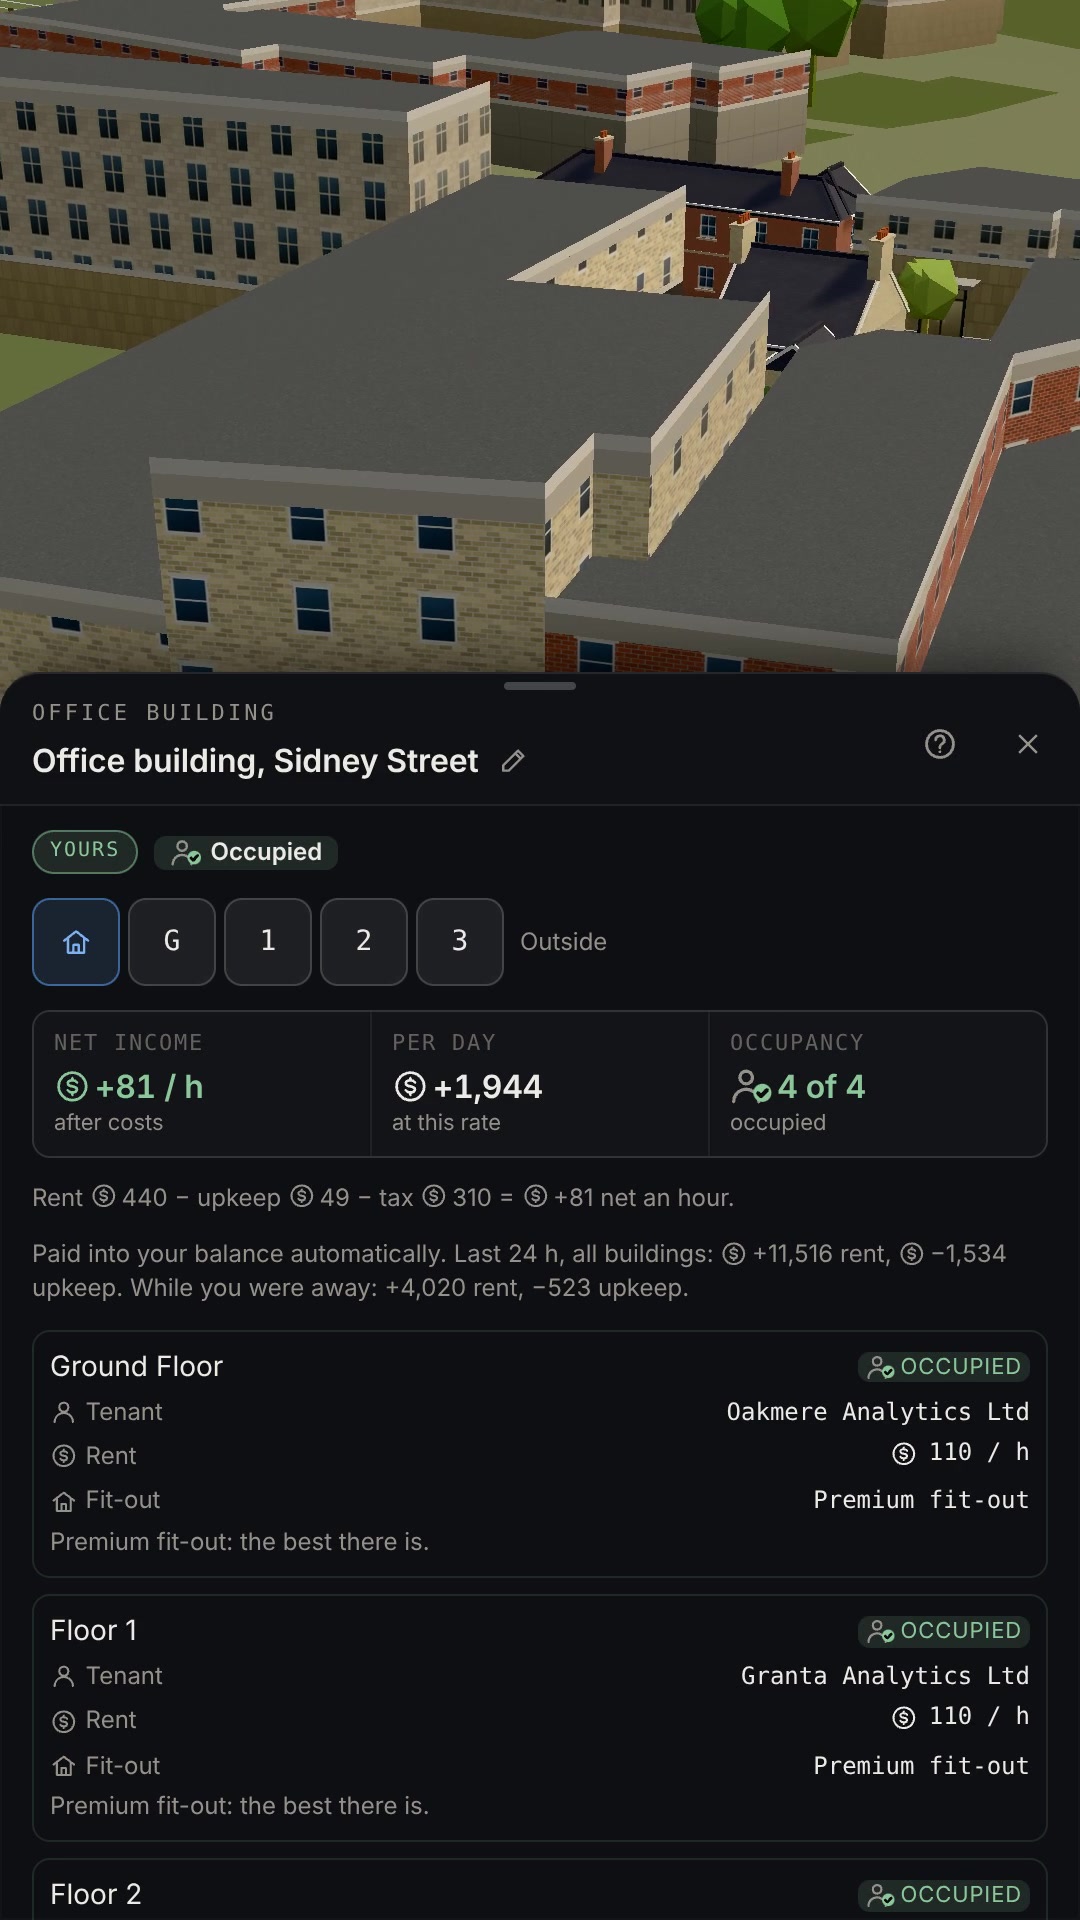 OFFICE BUILDING
Office building, Sidney Street
YOURS
Occupied
G 1 2 3 Outside
NET INCOME
+81 / h
after costs
PER DAY
+1,944
at this rate
OCCUPANCY
4 of 4
occupied
Rent $ 440 − upkeep $ 49 − tax $ 310 = $ +81 net an hour.
Paid into your balance automatically. Last 24 h, all buildings: $ +11,516 rent, $ −1,534
upkeep. While you were away: +4,020 rent, −523 upkeep.
Ground Floor OCCUPIED
Tenant Oakmere Analytics Ltd
Rent $ 110 / h
Fit-out Premium fit-out
Premium fit-out: the best there is.
Floor 1 OCCUPIED
Tenant Granta Analytics Ltd
Rent $ 110 / h
Fit-out Premium fit-out
Premium fit-out: the best there is.
Floor 2 OCCUPIED